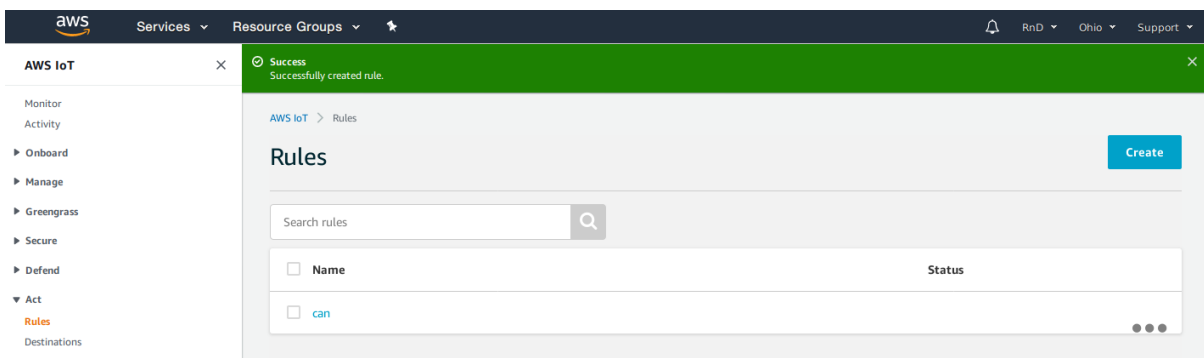 aws
Services
Resource Groups
RnD
Ohio
Support
AWS IoT
Monitor
Activity
Onboard
Manage
Greengrass
Secure
Defend
Act
Rules
Destinations
Success
Successfully created rule.
AWS IoT > Rules
Rules
Create
Search rules
Name Status
can